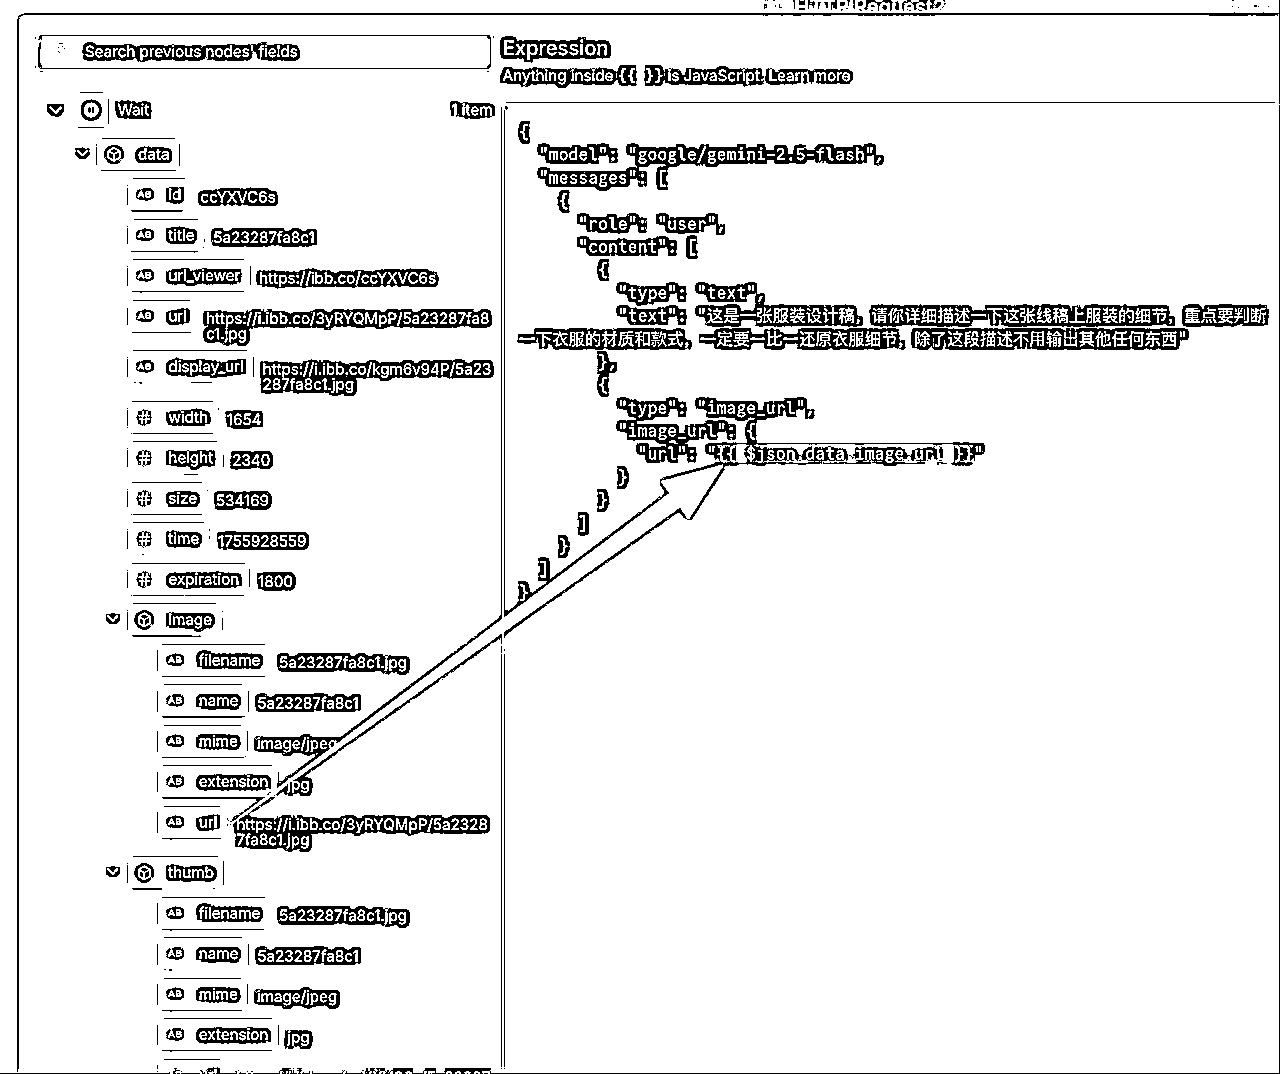 HTTP Request2
Search previous nodes' fields
Expression
Anything inside {{ }} is JavaScript. Learn more
Wait
1 item
data
id ccYXVC6s
title 5a23287fa8c1
url_viewer https://ibb.co/ccYXVC6s
url https://i.ibb.co/3yRYQMpP/5a23287fa8
c1.jpg
display_url https://i.ibb.co/kgm6v94P/5a23
287fa8c1.jpg
width 1654
height 2340
size 534169
time 1755928559
expiration 1800
image
filename 5a23287fa8c1.jpg
name 5a23287fa8c1
mime image/jpeg
extension jpg
url https://i.ibb.co/3yRYQMpP/5a2328
7fa8c1.jpg
thumb
filename 5a23287fa8c1.jpg
name 5a23287fa8c1
mime image/jpeg
extension jpg
{
"model": "google/gemini-2.5-flash",
"messages": [
{
"role": "user",
"content": [
{
"type": "text",
"text": "这是一张服装设计稿，请你详细描述一下这张线稿上服装的细节，重点要判断
一下衣服的材质和款式，一定要一比一还原衣服细节，除了这段描述不用输出其他任何东西"
},
{
"type": "image_url",
"image_url": {
"url": "{{ $json.data.image.url }}"
}
}
]
}
]
}